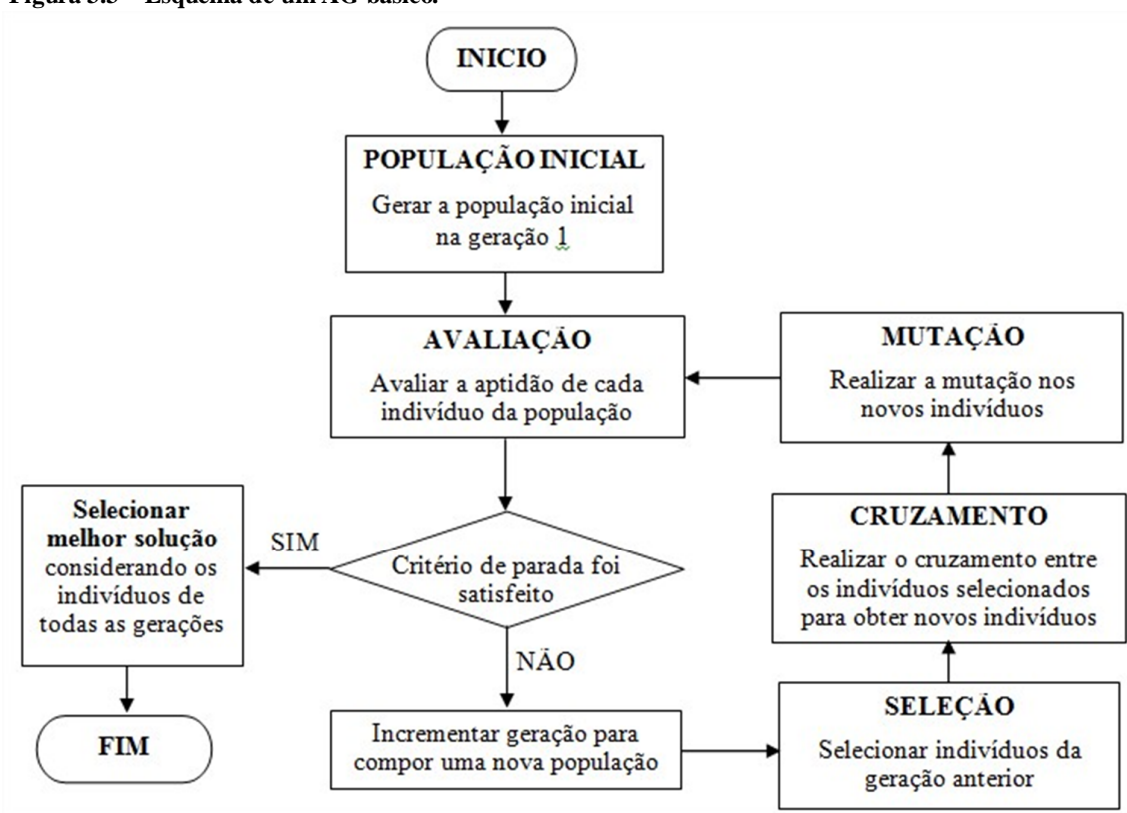 Figura 3.3 – Esquema de um AG básico.
INICIO
POPULAÇÃO INICIAL
Gerar a população inicial
na geração 1
AVALIAÇÃO
Avaliar a aptidão de cada
indivíduo da população
Critério de parada foi
satisfeito
SIM
Selecionar
melhor solução
considerando os
indivíduos de
todas as gerações
FIM
NÃO
Incrementar geração para
compor uma nova população
SELEÇÃO
Selecionar indivíduos da
geração anterior
CRUZAMENTO
Realizar o cruzamento entre
os indivíduos selecionados
para obter novos indivíduos
MUTAÇÃO
Realizar a mutação nos
novos indivíduos